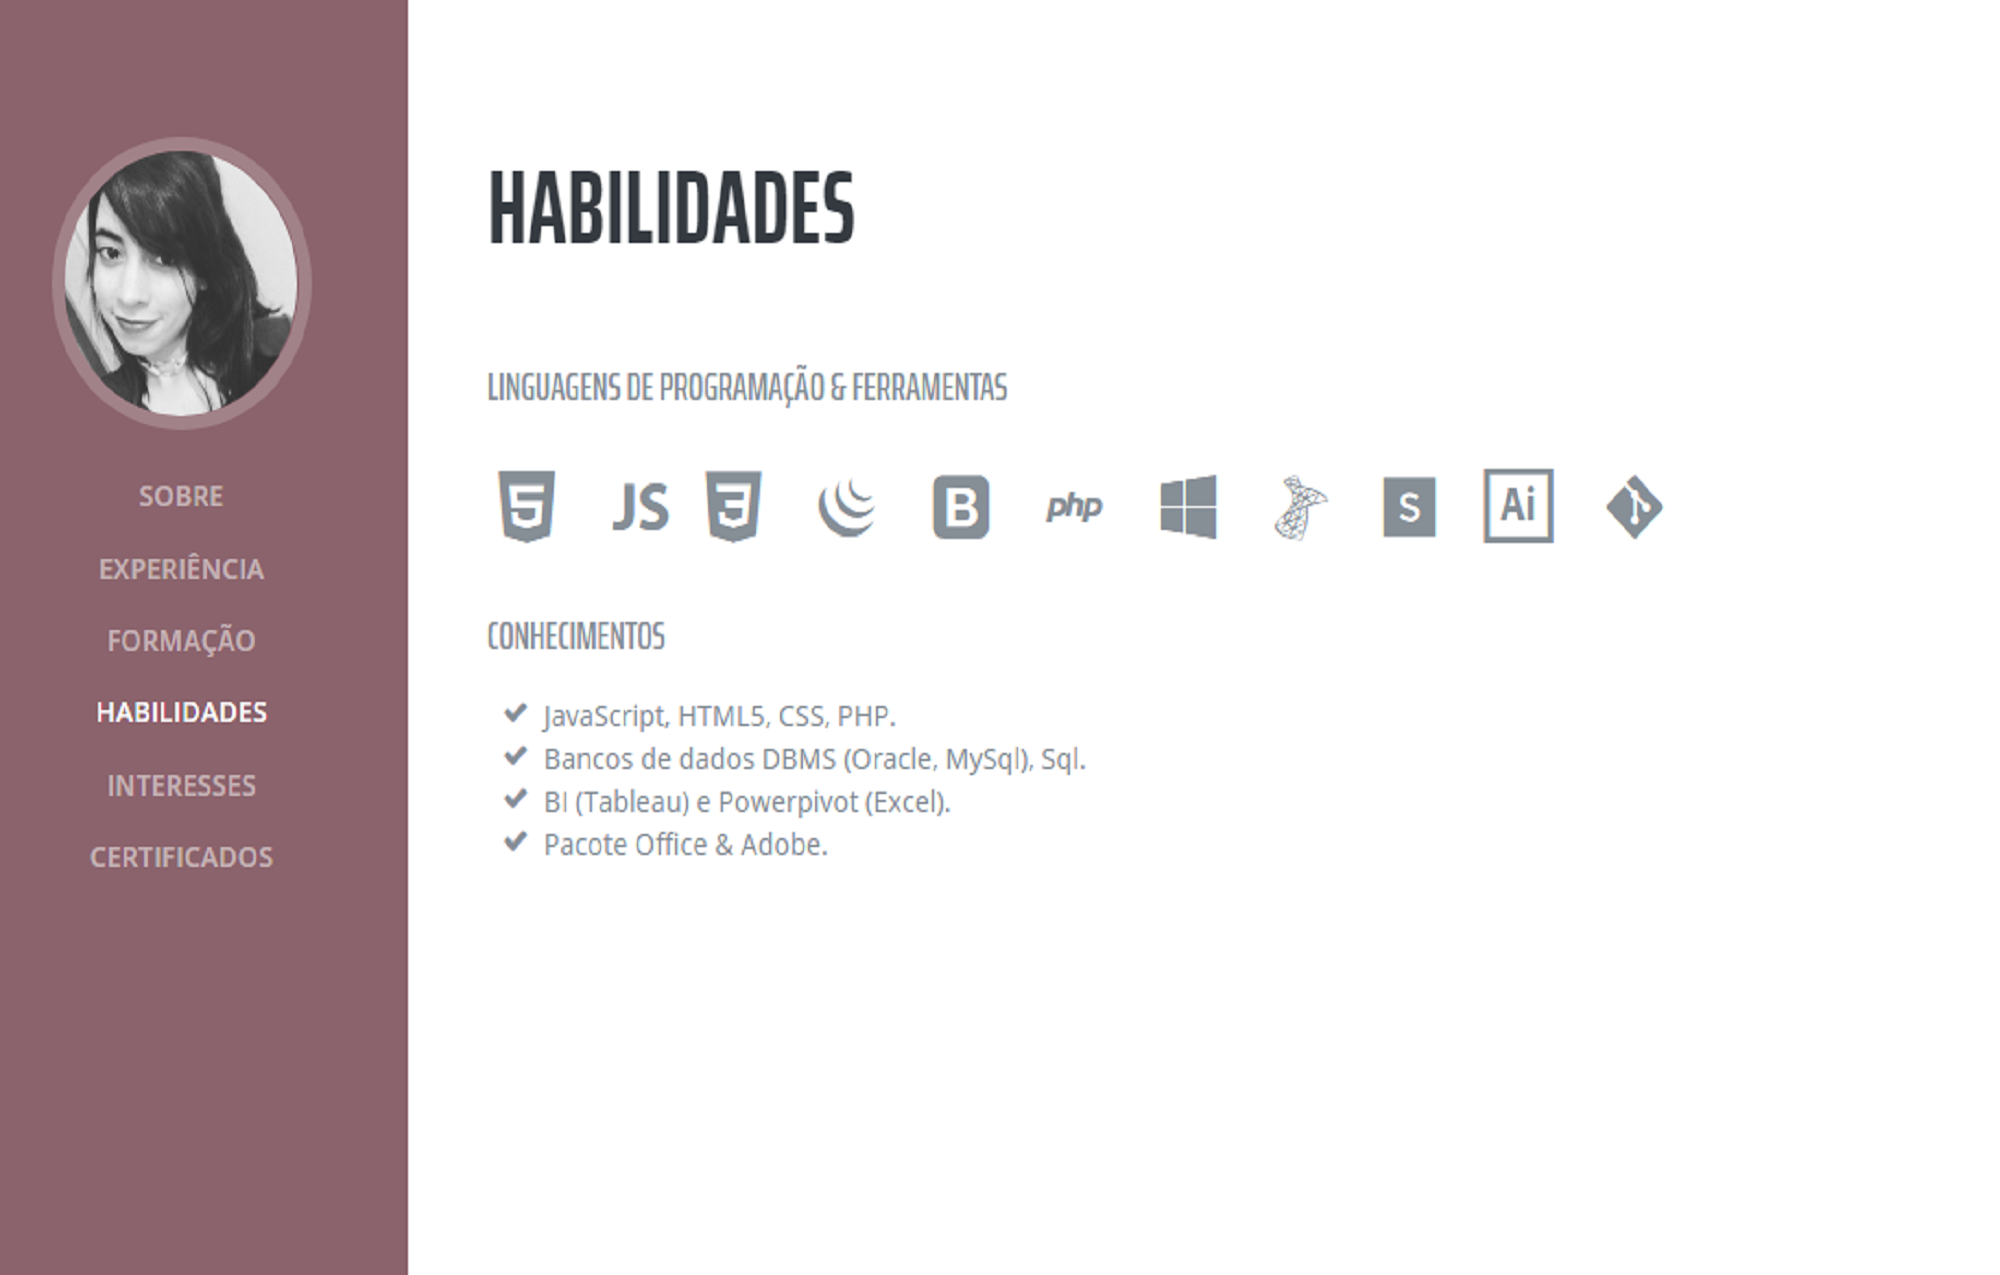 SOBRE
EXPERIÊNCIA
FORMAÇÃO
HABILIDADES
INTERESSES
CERTIFICADOS
HABILIDADES
LINGUAGENS DE PROGRAMAÇÃO & FERRAMENTAS
5 JS 3 B php S Ai
CONHECIMENTOS
JavaScript, HTML5, CSS, PHP.
Bancos de dados DBMS (Oracle, MySql), Sql.
BI (Tableau) e Powerpivot (Excel).
Pacote Office & Adobe.